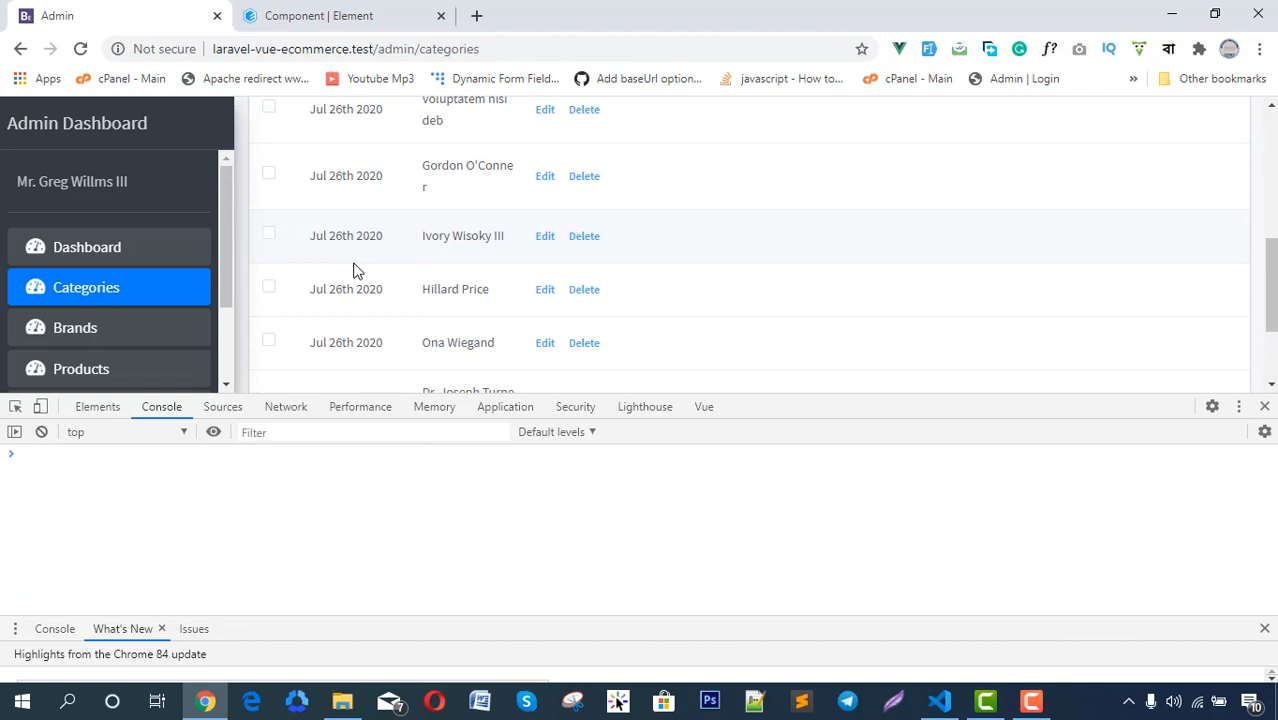 Admin
Component | Element
Not secure laravel-vue-ecommerce.test/admin/categories
Apps cPanel - Main Apache redirect ww... Youtube Mp3 Dynamic Form Field... Add baseUrl option... javascript - How to... cPanel - Main Admin | Login » Other bookmarks
Admin Dashboard
Mr. Greg Willms III
Dashboard
Categories
Brands
Products
voluptatem nisi
deb
Edit Delete
Jul 26th 2020 Gordon O'Conne
r
Edit Delete
Jul 26th 2020 Ivory Wisoky III Edit Delete
Jul 26th 2020 Hillard Price Edit Delete
Jul 26th 2020 Ona Wiegand Edit Delete
Dr. Joseph Turne
Jul 26th 2020
Elements Console Sources Network Performance Memory Application Security Lighthouse Vue
top Filter Default levels
Console What's New Issues
Highlights from the Chrome 84 update